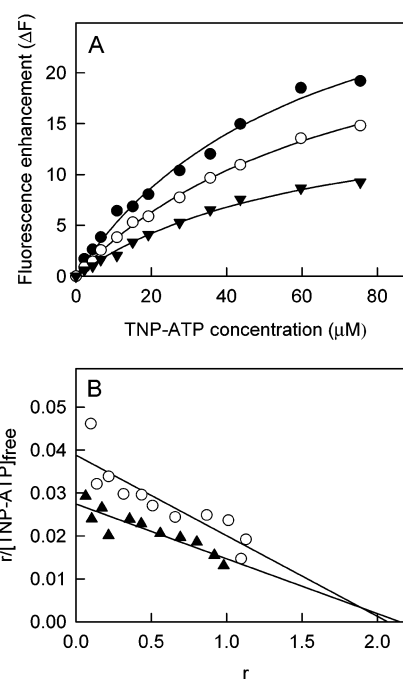 A
Fluorescence enhancement (ΔF)
20
15
10
5
0
0 20 40 60 80
TNP-ATP concentration (μM)
B
r/[TNP-ATP]free
0.05
0.04
0.03
0.02
0.01
0.00
0.0 0.5 1.0 1.5 2.0
r